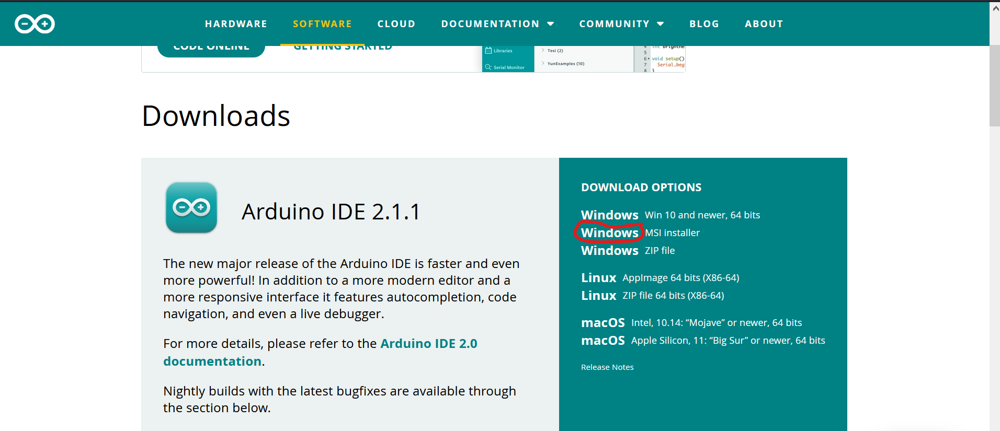 HARDWARE SOFTWARE CLOUD DOCUMENTATION COMMUNITY BLOG ABOUT
CODE ONLINE GETTING STARTED
Libraries
Serial Monitor
Tesi (2)
YunExamples (10)
4 int brightne
5
6 void setup()
7 Serial.beg
8 }
Downloads
Arduino IDE 2.1.1
The new major release of the Arduino IDE is faster and even
more powerful! In addition to a more modern editor and a
more responsive interface it features autocompletion, code
navigation, and even a live debugger.
For more details, please refer to the Arduino IDE 2.0
documentation.
Nightly builds with the latest bugfixes are available through
the section below.
DOWNLOAD OPTIONS
Windows Win 10 and newer, 64 bits
Windows MSI installer
Windows ZIP file
Linux AppImage 64 bits (X86-64)
Linux ZIP file 64 bits (X86-64)
macOS Intel, 10.14: “Mojave” or newer, 64 bits
macOS Apple Silicon, 11: “Big Sur” or newer, 64 bits
Release Notes